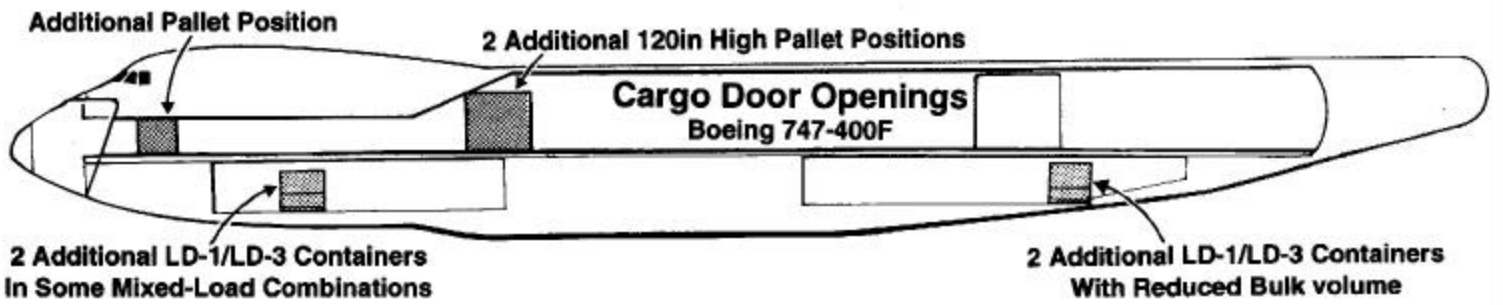 Additional Pallet Position
2 Additional 120in High Pallet Positions
Cargo Door Openings
Boeing 747-400F
2 Additional LD-1/LD-3 Containers
In Some Mixed-Load Combinations
2 Additional LD-1/LD-3 Containers
With Reduced Bulk volume